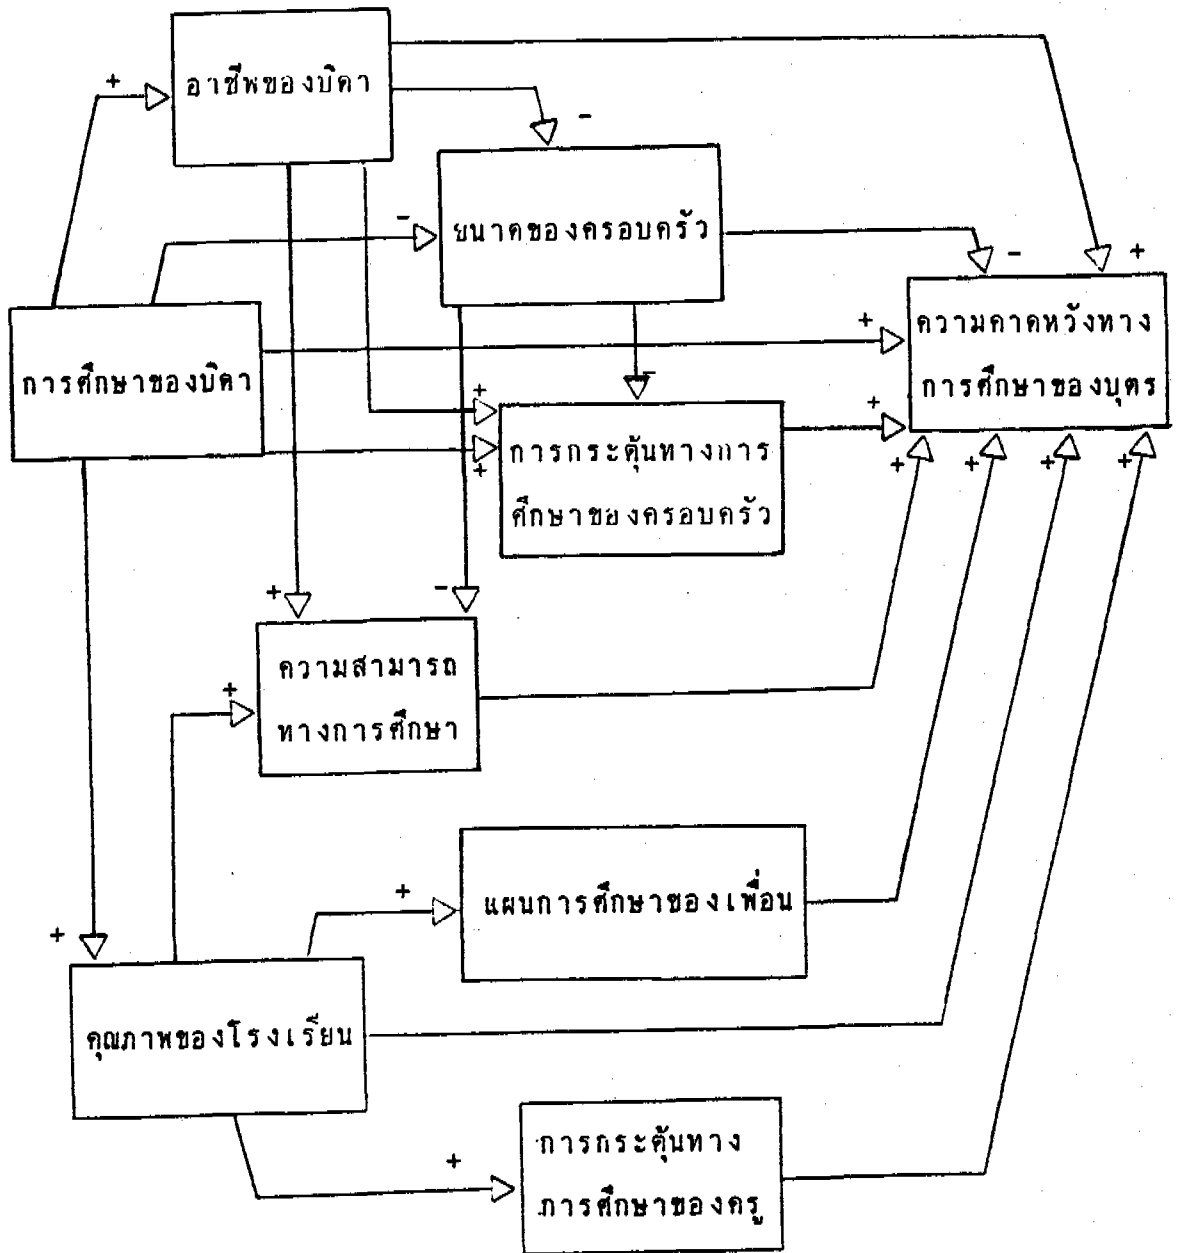 อาชีพของบิดา
ขนาดของครอบครัว
ความคาดหวังทาง
การศึกษาของบุตร
การศึกษาของบิดา
การกระตุ้นทางการ
ศึกษาของครอบครัว
ความสามารถ
ทางการศึกษา
แผนการศึกษาของเพื่อน
คุณภาพของโรงเรียน
การกระตุ้นทาง
การศึกษาของครู